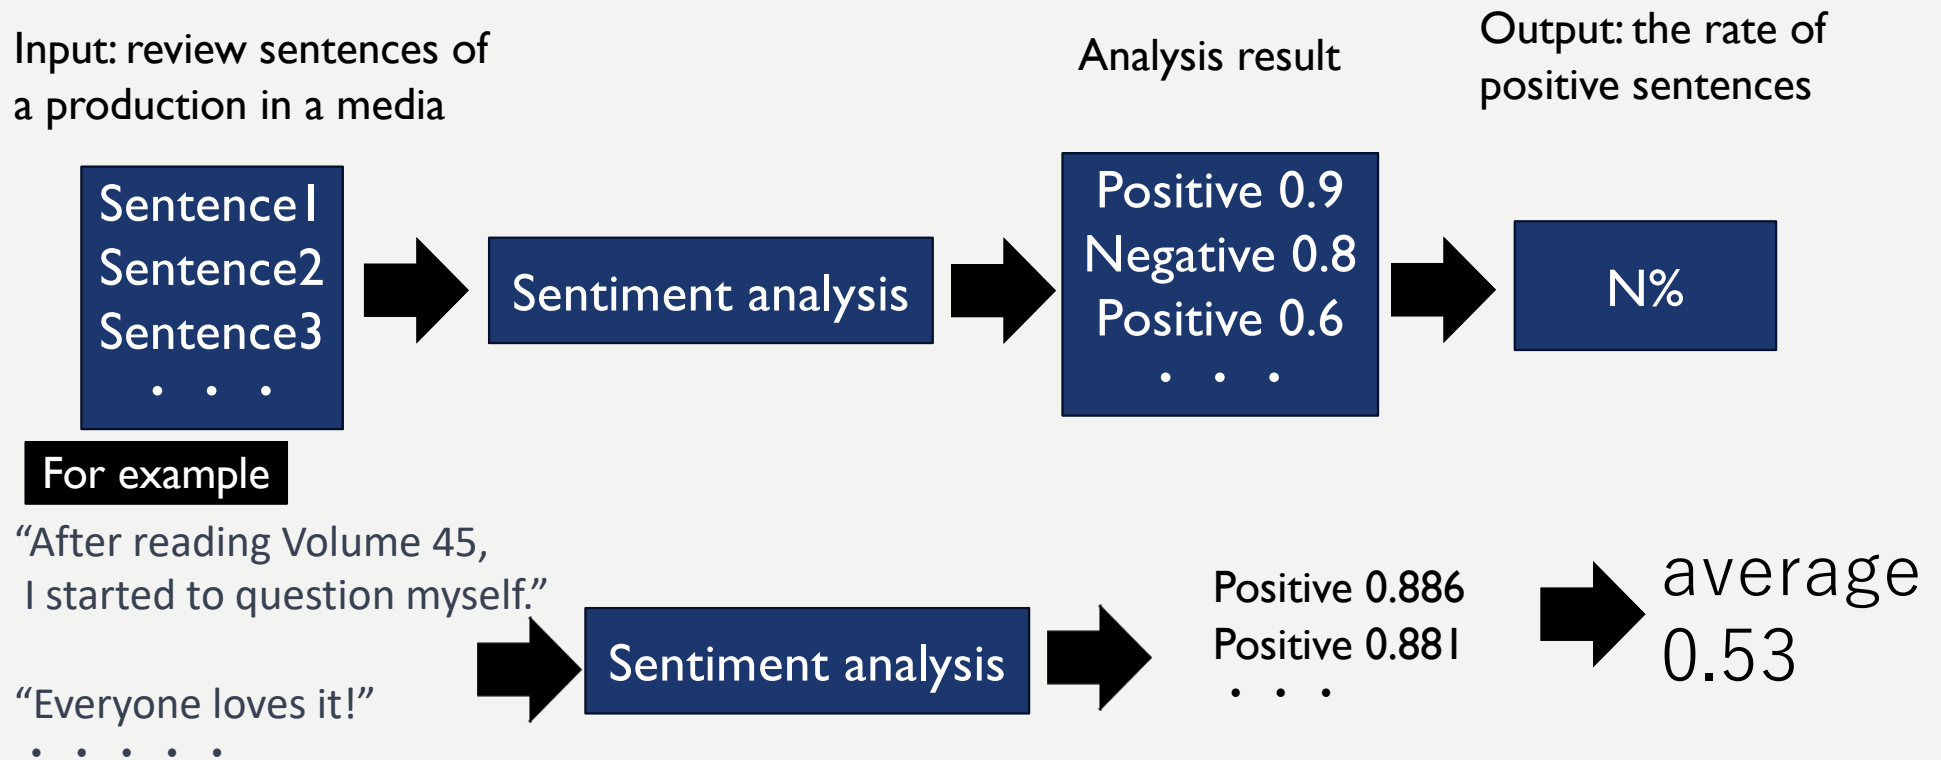 Input: review sentences of
a production in a media
Analysis result
Output: the rate of
positive sentences
Sentence1
Sentence2
Sentence3
・ ・ ・
Sentiment analysis
Positive 0.9
Negative 0.8
Positive 0.6
・ ・ ・
N%
For example
“After reading Volume 45,
I started to question myself.”
“Everyone loves it!”
・・・・・
Sentiment analysis
Positive 0.886
Positive 0.881
・ ・ ・
average
0.53